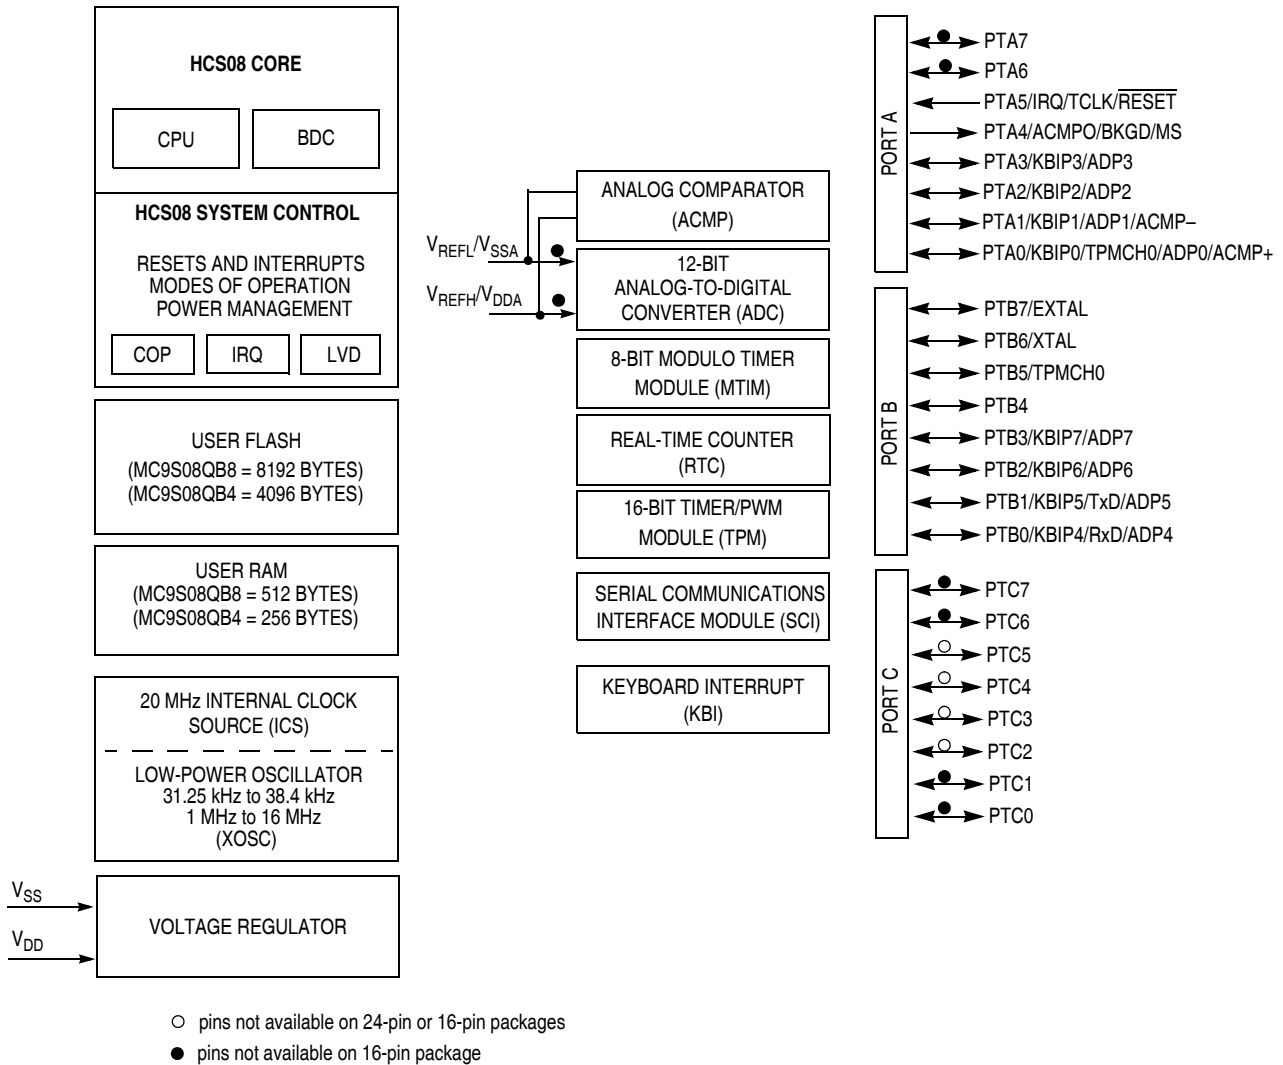 HCS08 CORE
CPU
BDC
HCS08 SYSTEM CONTROL
RESETS AND INTERRUPTS
MODES OF OPERATION
POWER MANAGEMENT
COP
IRQ
LVD
USER FLASH
(MC9S08QB8 = 8192 BYTES)
(MC9S08QB4 = 4096 BYTES)
USER RAM
(MC9S08QB8 = 512 BYTES)
(MC9S08QB4 = 256 BYTES)
20 MHz INTERNAL CLOCK
SOURCE (ICS)
LOW-POWER OSCILLATOR
31.25 kHz to 38.4 kHz
1 MHz to 16 MHz
(XOSC)
VSS
VDD
VOLTAGE REGULATOR
VREFL/VSSA
VREFH/VDDA
ANALOG COMPARATOR
(ACMP)
12-BIT
ANALOG-TO-DIGITAL
CONVERTER (ADC)
8-BIT MODULO TIMER
MODULE (MTIM)
REAL-TIME COUNTER
(RTC)
16-BIT TIMER/PWM
MODULE (TPM)
SERIAL COMMUNICATIONS
INTERFACE MODULE (SCI)
KEYBOARD INTERRUPT
(KBI)
PORT A
PTA7
PTA6
PTA5/IRQ/TCLK/RESET
PTA4/ACMPO/BKGD/MS
PTA3/KBIP3/ADP3
PTA2/KBIP2/ADP2
PTA1/KBIP1/ADP1/ACMP–
PTA0/KBIP0/TPMCH0/ADP0/ACMP+
PORT B
PTB7/EXTAL
PTB6/XTAL
PTB5/TPMCH0
PTB4
PTB3/KBIP7/ADP7
PTB2/KBIP6/ADP6
PTB1/KBIP5/TxD/ADP5
PTB0/KBIP4/RxD/ADP4
PORT C
PTC7
PTC6
PTC5
PTC4
PTC3
PTC2
PTC1
PTC0
pins not available on 24-pin or 16-pin packages
pins not available on 16-pin package